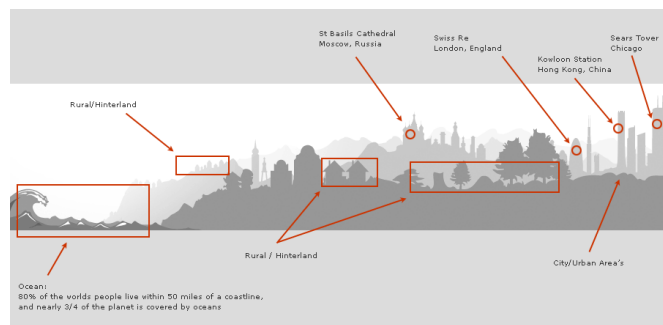 St Basils Cathedral
Moscow, Russia
Swiss Re
London, England
Sears Tover
Chicago
Kowloon Station
Hong Kong, China
Rural/Hinterland
Rural / Hinterland
City/Urban Area's
Ocean:
80% of the worlds people live within 50 miles of a coastline,
and nearly 3/4 of the planet is covered by oceans